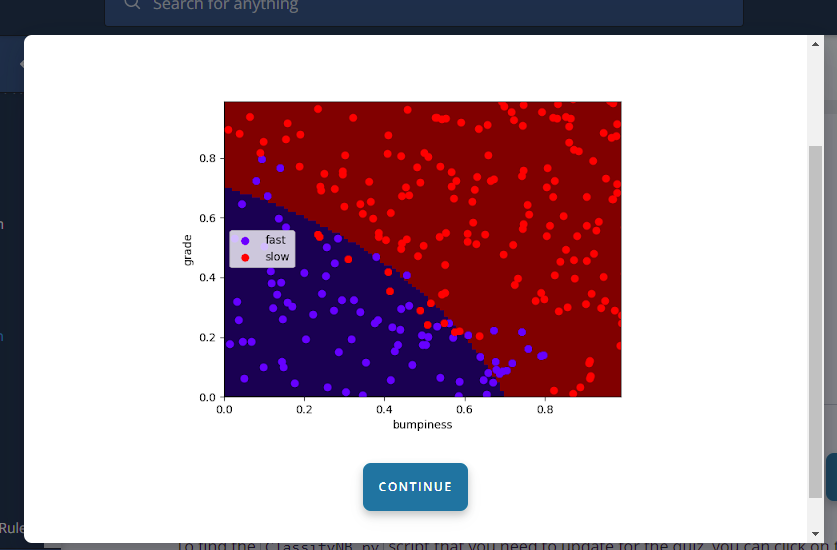 Search for anything
0.8
0.6
0.4
0.2
0.0
grade
fast
slow
0.0 0.2 0.4 0.6 0.8
bumpiness
CONTINUE
Rule
To find the ClassifyNB.py script that you need to update for the quiz, you can click on